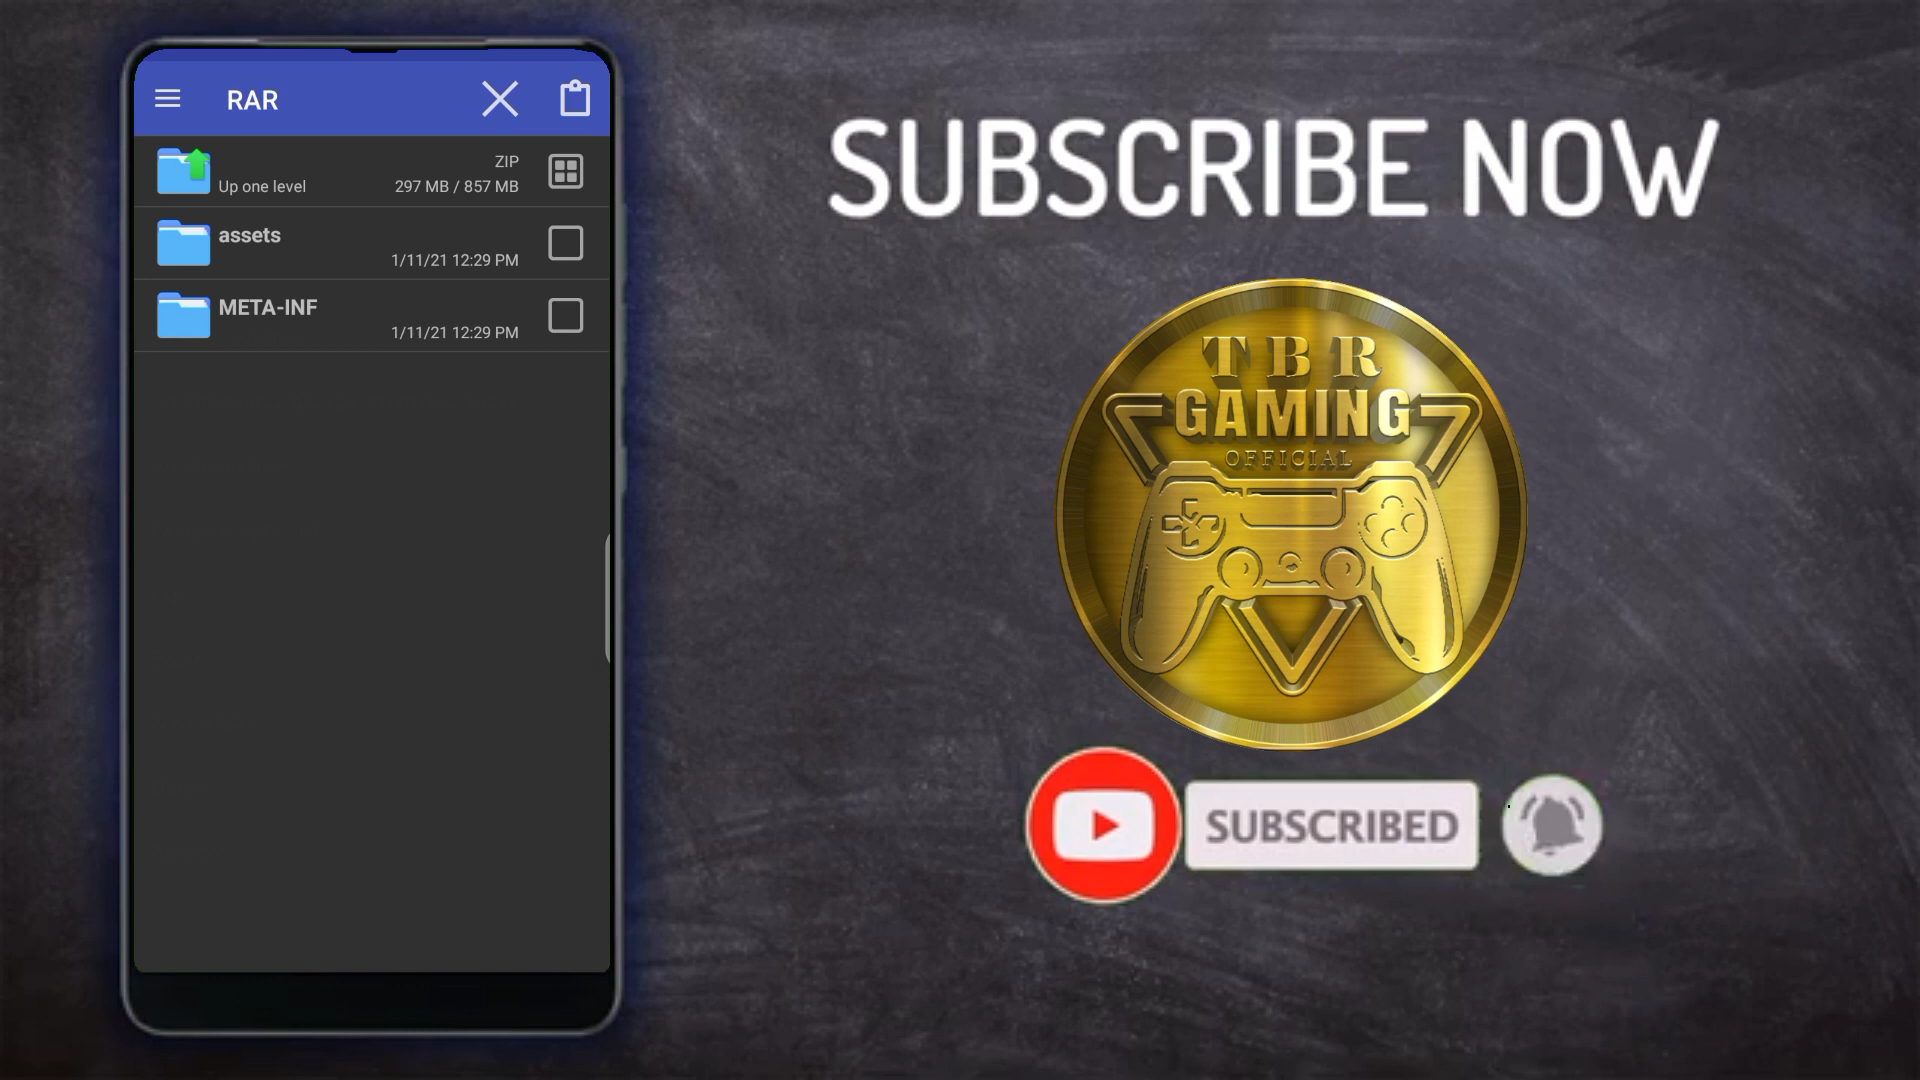 RAR
ZIP
Up one level
297 MB / 857 MB
assets
1/11/21 12:29 PM
META-INF
1/11/21 12:29 PM
SUBSCRIBE NOW
TBR
GAMING
OFFICIAL
SUBSCRIBED